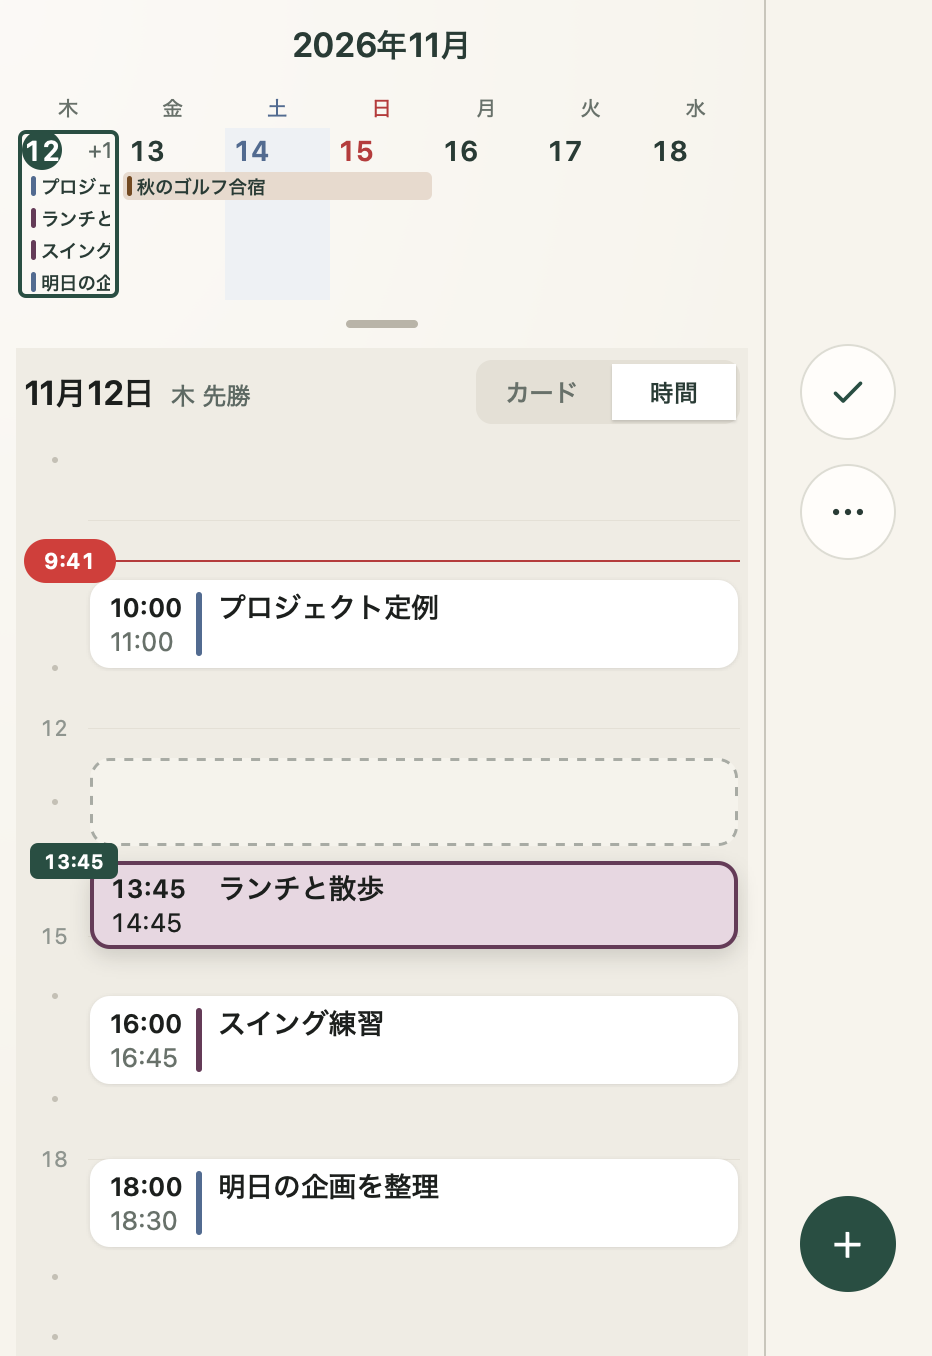 2026年11月
木 金 土 日 月 火 水
12 +1 13 14 15 16 17 18
プロジェ 秋のゴルフ合宿
ランチと
スイング
明日の企
11月12日 木 先勝 カード 時間
9:41
10:00 プロジェクト定例
11:00
12
13:45
13:45 ランチと散歩
14:45
15
16:00 スイング練習
16:45
18
18:00 明日の企画を整理
18:30